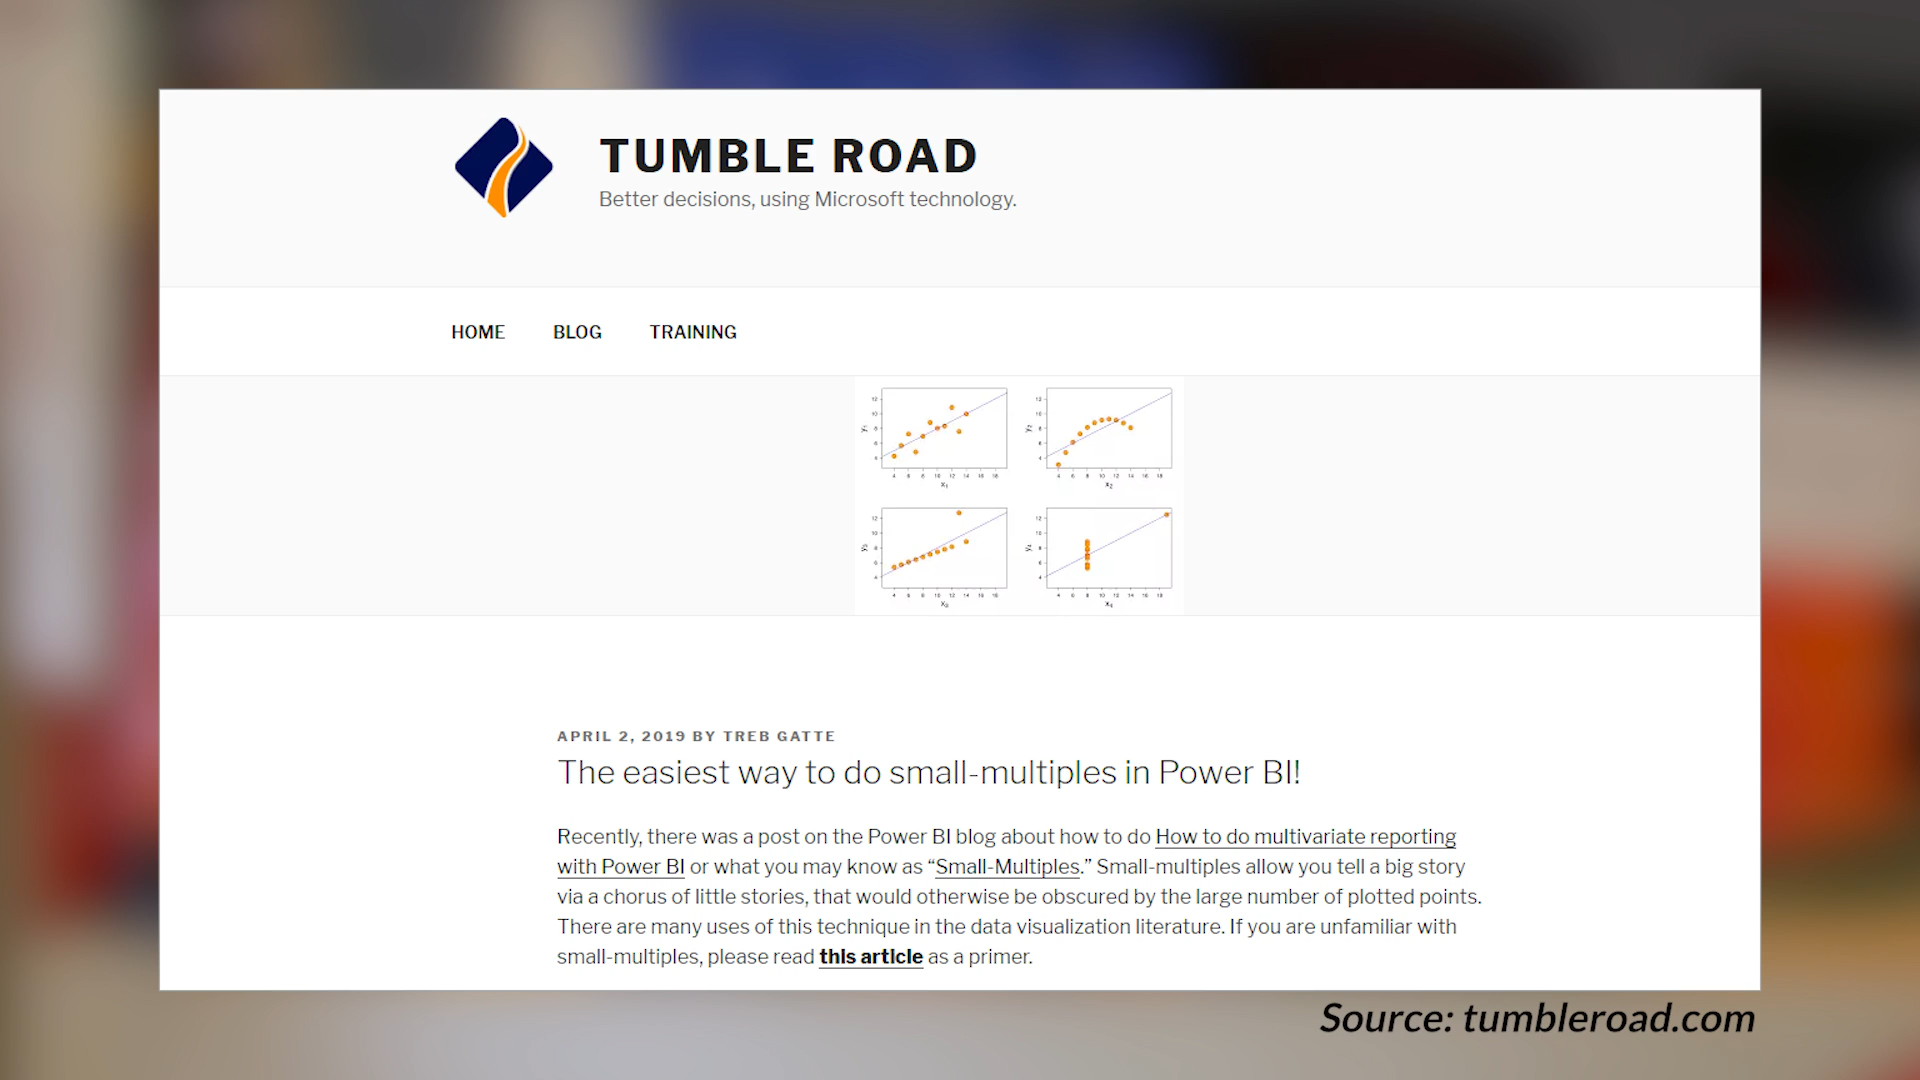 TUMBLE ROAD
Better decisions, using Microsoft technology.
HOME BLOG TRAINING
APRIL 2, 2019 BY TREB GATTE
The easiest way to do small-multiples in Power BI!
Recently, there was a post on the Power BI blog about how to do How to do multivariate reporting
with Power BI or what you may know as “Small-Multiples.” Small-multiples allow you tell a big story
via a chorus of little stories, that would otherwise be obscured by the large number of plotted points.
There are many uses of this technique in the data visualization literature. If you are unfamiliar with
small-multiples, please read this article as a primer.
Source: tumbleroad.com